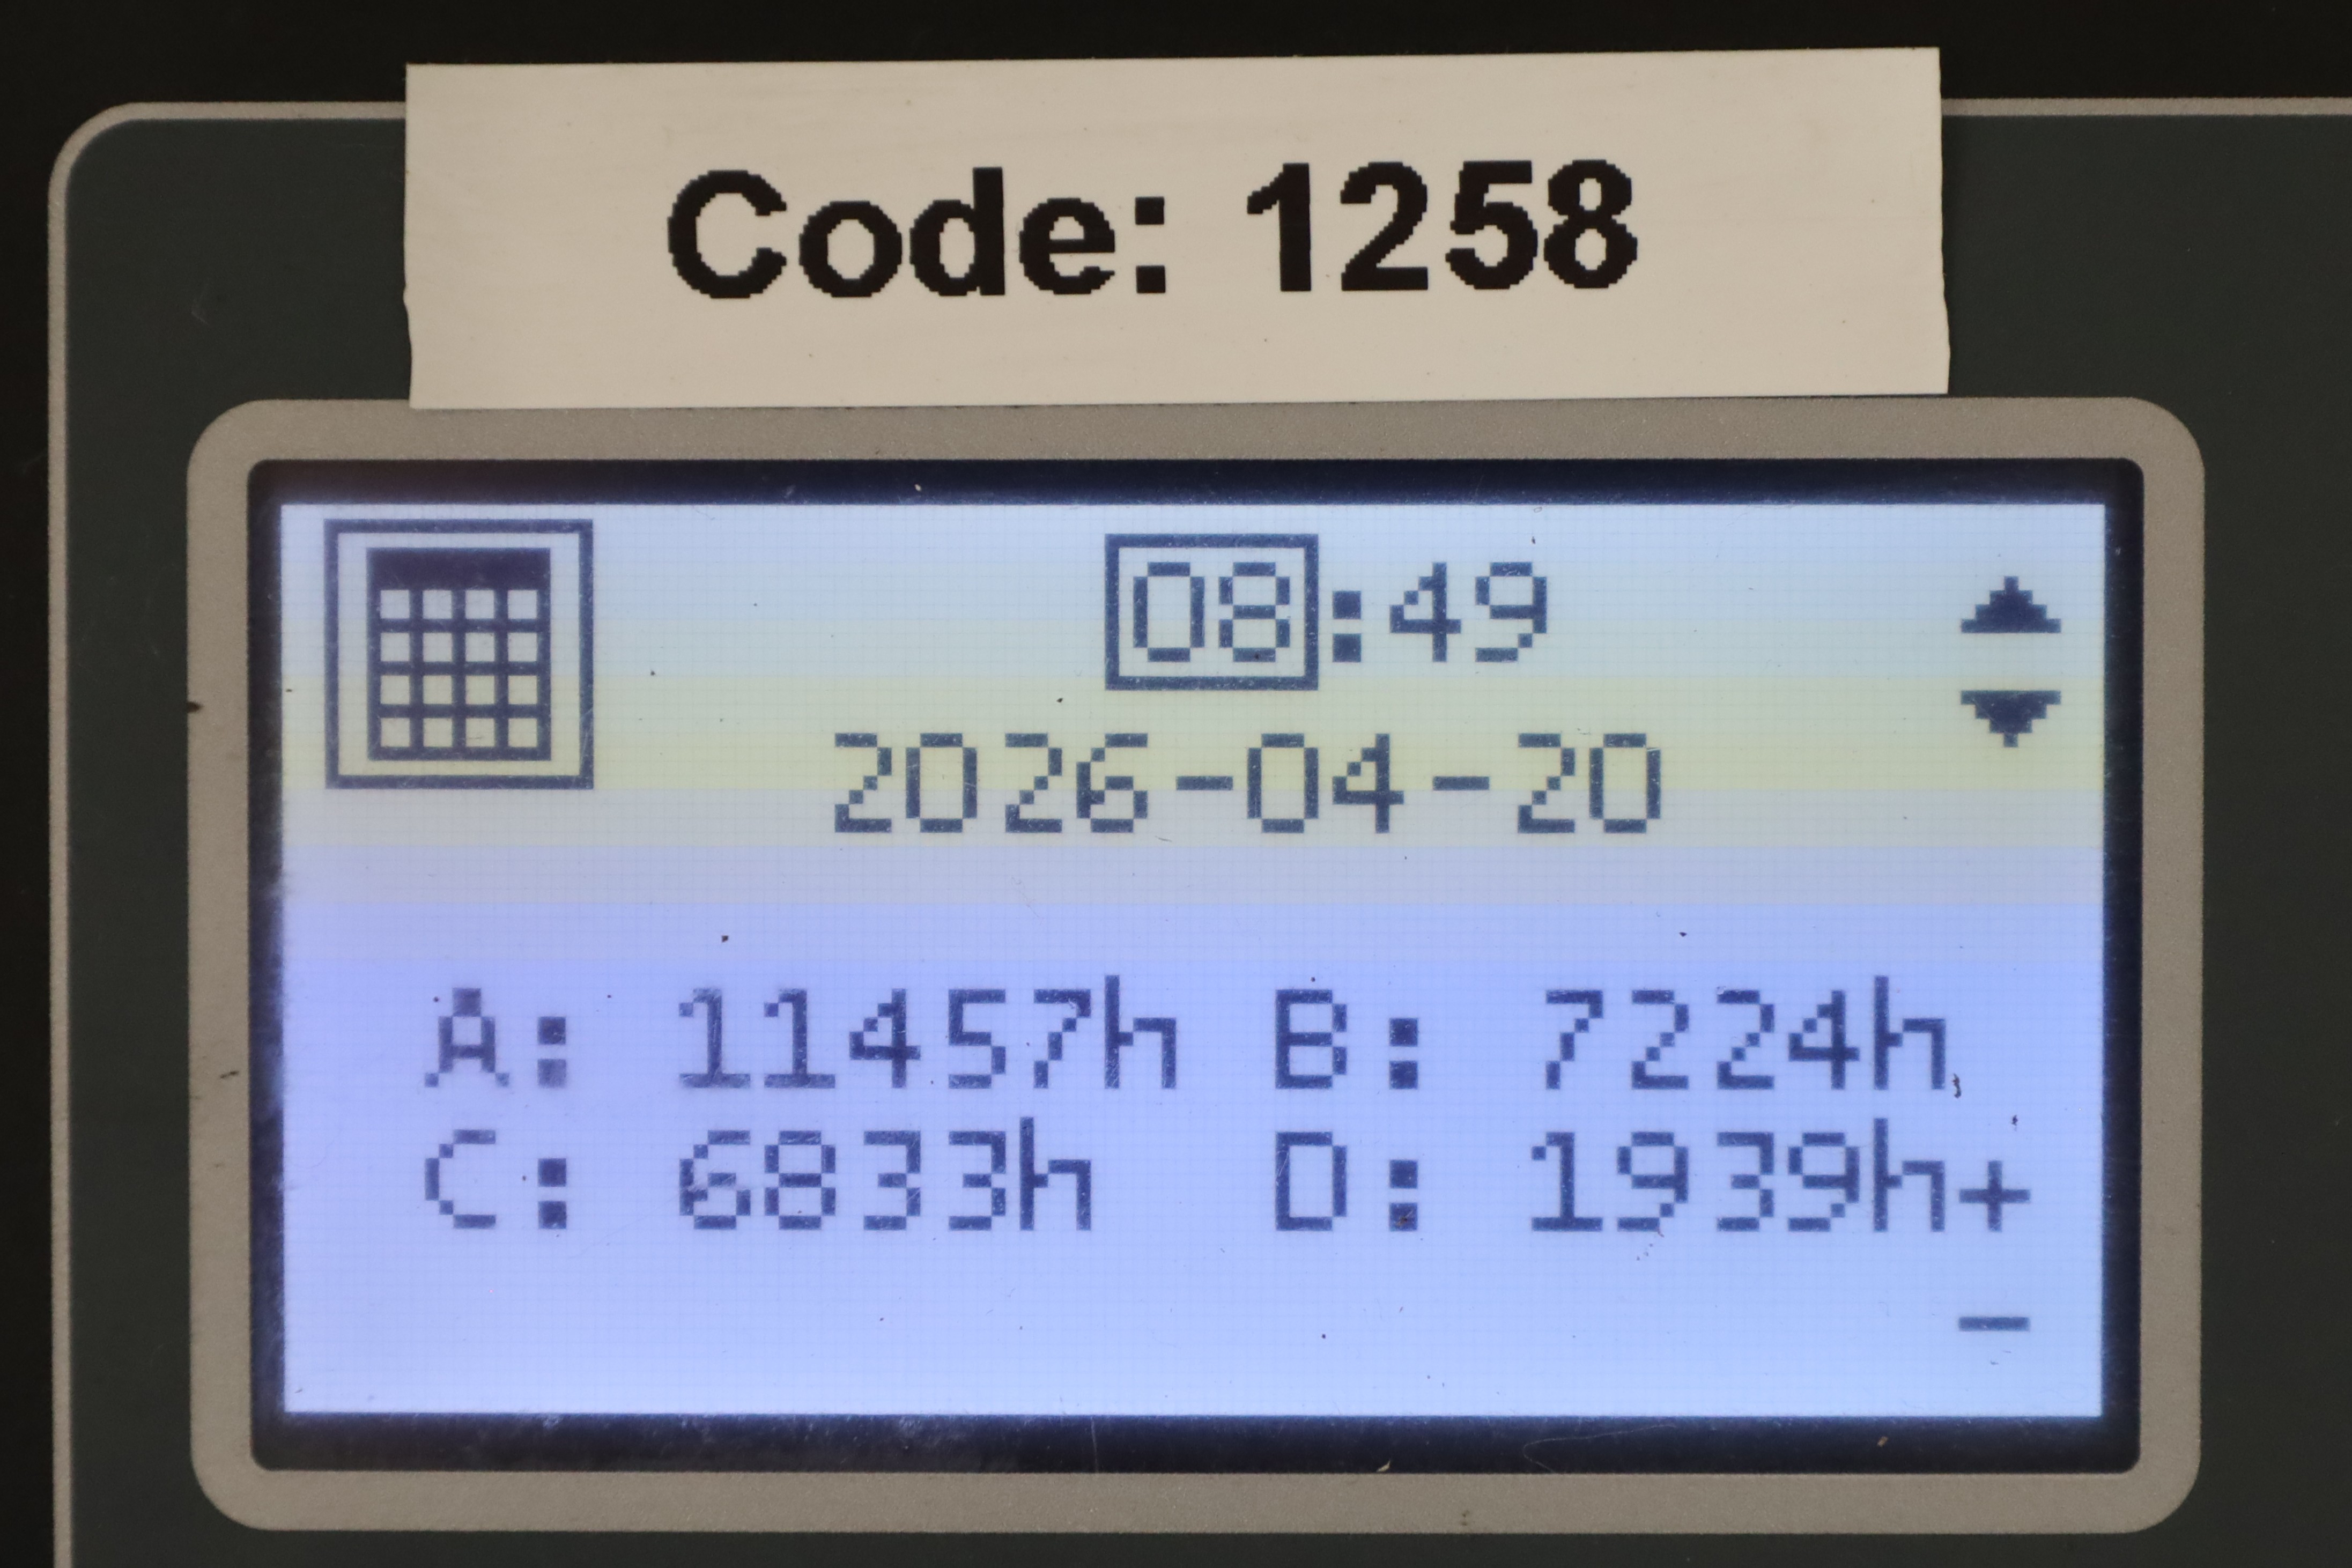 Code: 1258
08:49
2026-04-20
A: 11457h B: 7224h
C: 6833h D: 1939h+
-